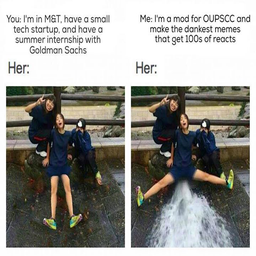 You: I'm in M&T, have a small
tech startup, and have a
summer internship with
Goldman Sachs
Her:
Me: I'm a mod for OUPSCC and
make the dankest memes
that get 100s of reacts
Her: